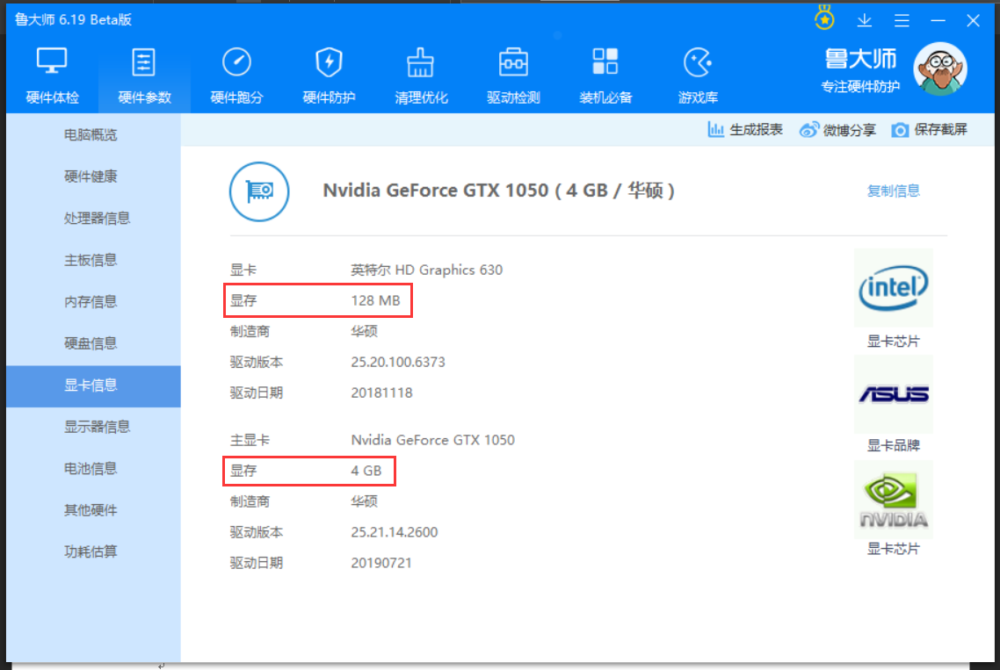 鲁大师 6.19 Beta版
硬件体检
硬件参数
硬件跑分
硬件防护
清理优化
驱动检测
装机必备
游戏库
鲁大师
专注硬件防护
生成报表
微博分享
保存截屏
电脑概览
硬件健康
处理器信息
主板信息
内存信息
硬盘信息
显卡信息
显示器信息
电池信息
其他硬件
功耗估算
Nvidia GeForce GTX 1050 ( 4 GB / 华硕 )
复制信息
显卡 英特尔 HD Graphics 630
显存 128 MB
制造商 华硕
驱动版本 25.20.100.6373
驱动日期 20181118
主显卡 Nvidia GeForce GTX 1050
显存 4 GB
制造商 华硕
驱动版本 25.21.14.2600
驱动日期 20190721
intel
显卡芯片
ASUS
显卡品牌
NVIDIA
显卡芯片